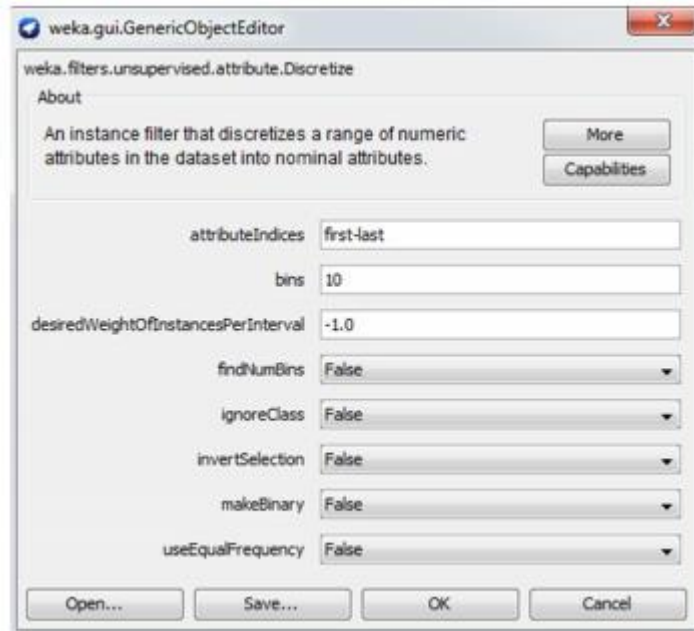 weka.gui.GenericObjectEditor
weka.filters.unsupervised.attribute.Discretize
About
An instance filter that discretizes a range of numeric
attributes in the dataset into nominal attributes.
More
Capabilities
attributeIndices first-last
bins 10
desiredWeightOfInstancesPerInterval -1.0
findNumBins False
ignoreClass False
invertSelection False
makeBinary False
useEqualFrequency False
Open... Save... OK Cancel